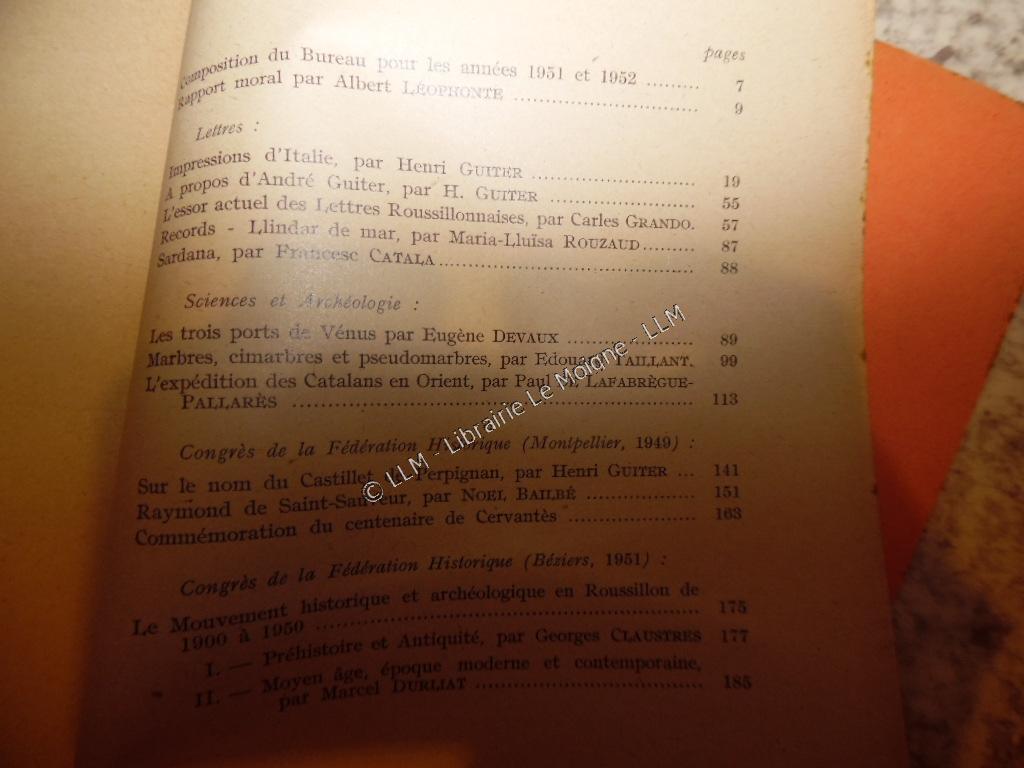 pages
Composition du Bureau pour les années 1951 et 1952 ......... 7
Rapport moral par Albert LÉOPHONTE ............................... 9
Lettres :
Impressions d'Italie, par Henri GUITER ........................... 19
A propos d'André Guiter, par H. GUITER ........................ 55
L'essor actuel des Lettres Roussillonnaises, par Carles GRANDO. 57
Records - Llindar de mar, par Maria-Lluïsa ROUZAUD......... 87
Sardana, par Francesc CATALA........................................ 88
Sciences et Archéologie :
Les trois ports de Vénus par Eugène DEVAUX ..................... 89
Marbres, cimarbres et pseudomarbres, par Edouard TAILLANT. 99
L'expédition des Catalans en Orient, par Paul LAFABRÈGUE-
PALLARÈS ................................................................ 113
Congrès de la Fédération Historique (Montpellier, 1949) :
Sur le nom du Castillet de Perpignan, par Henri GUITER ... 141
Raymond de Saint-Sauveur, par NOEL BAILBÉ .................. 151
Commémoration du centenaire de Cervantès ..................... 163
Congrès de la Fédération Historique (Béziers, 1951) :
Le Mouvement historique et archéologique en Roussillon de
1900 à 1950 ............................................................ 175
I. — Préhistoire et Antiquité, par Georges CLAUSTRES 177
II. — Moyen âge, époque moderne et contemporaine,
par Marcel DURLIAT .................................... 185
© LLM - Librairie Le Moigne - LLM